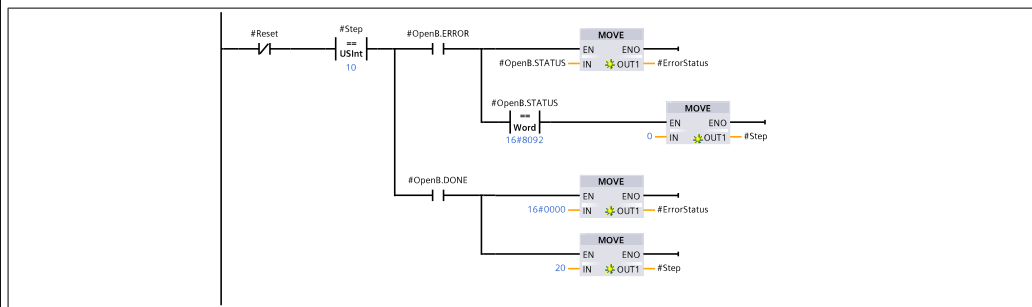 #Reset
#Step
==
USInt
10
#OpenB.ERROR
MOVE
EN ENO
#OpenB.STATUS IN OUT1 #ErrorStatus
#OpenB.STATUS
==
Word
16#8092
MOVE
EN ENO
0 IN OUT1 #Step
#OpenB.DONE
MOVE
EN ENO
16#0000 IN OUT1 #ErrorStatus
MOVE
EN ENO
20 IN OUT1 #Step